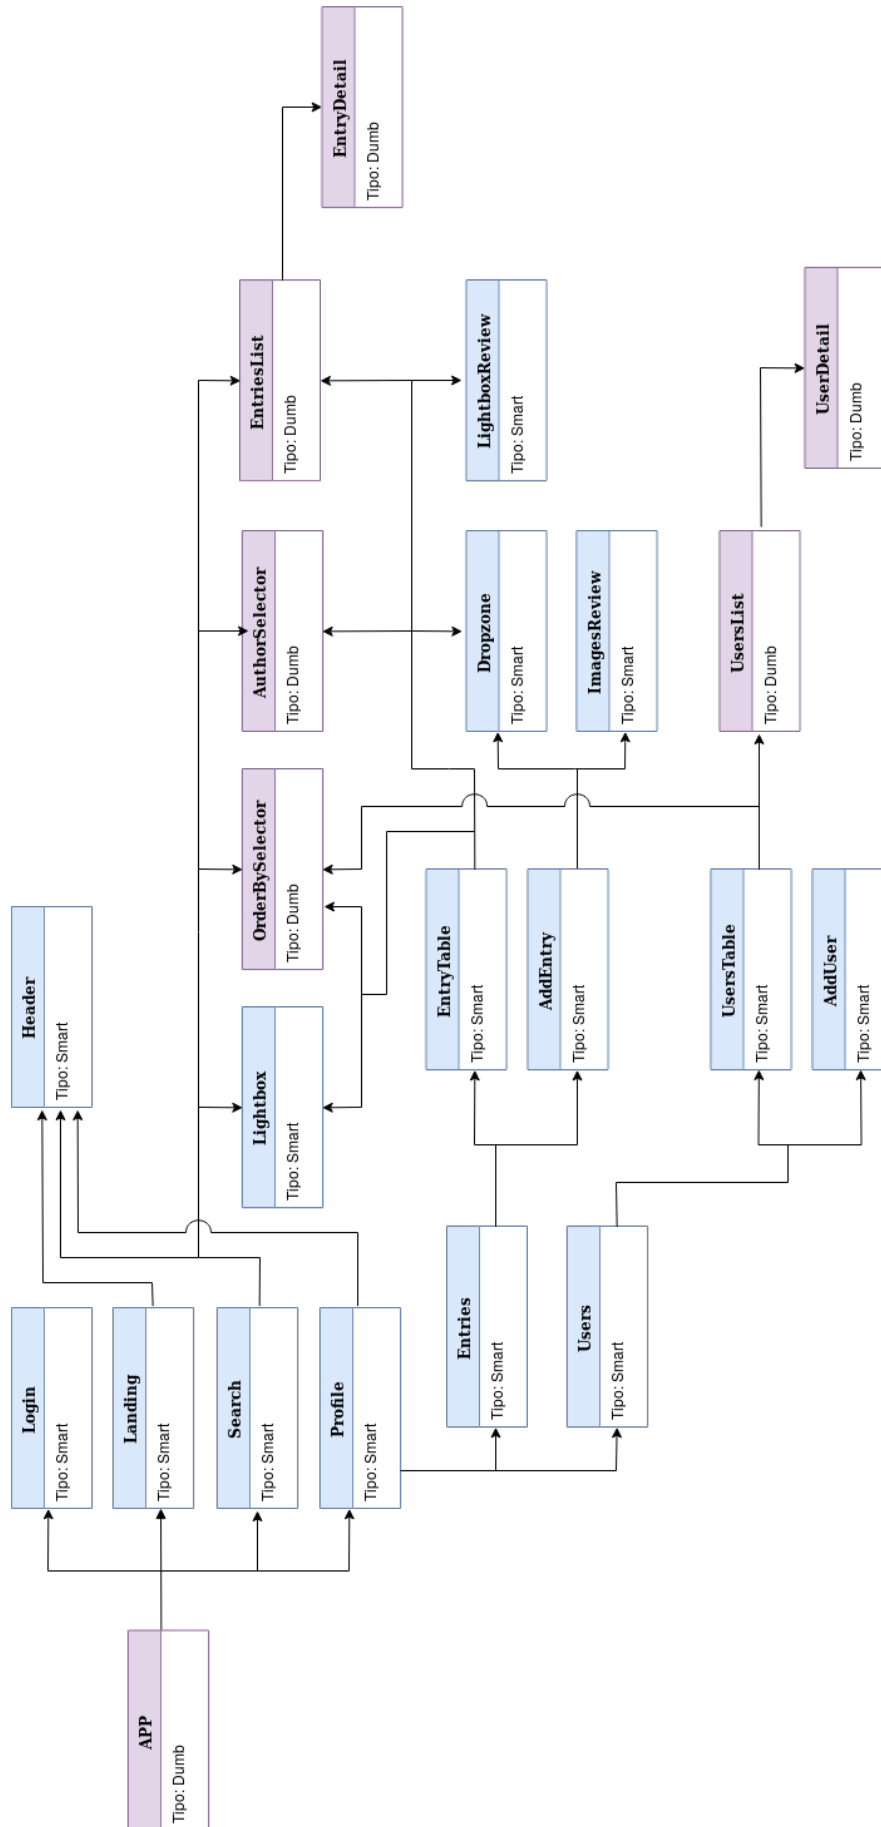 APP
Tipo: Dumb
Login
Tipo: Smart
Landing
Tipo: Smart
Search
Tipo: Smart
Profile
Tipo: Smart
Entries
Tipo: Smart
Users
Tipo: Smart
Header
Tipo: Smart
Lightbox
Tipo: Smart
OrderBySelector
Tipo: Dumb
AuthorSelector
Tipo: Dumb
EntriesList
Tipo: Dumb
EntryDetail
Tipo: Dumb
EntryTable
Tipo: Smart
AddEntry
Tipo: Smart
Dropzone
Tipo: Smart
ImagesReview
Tipo: Smart
LightboxReview
Tipo: Smart
UsersTable
Tipo: Smart
AddUser
Tipo: Smart
UsersList
Tipo: Dumb
UserDetail
Tipo: Dumb